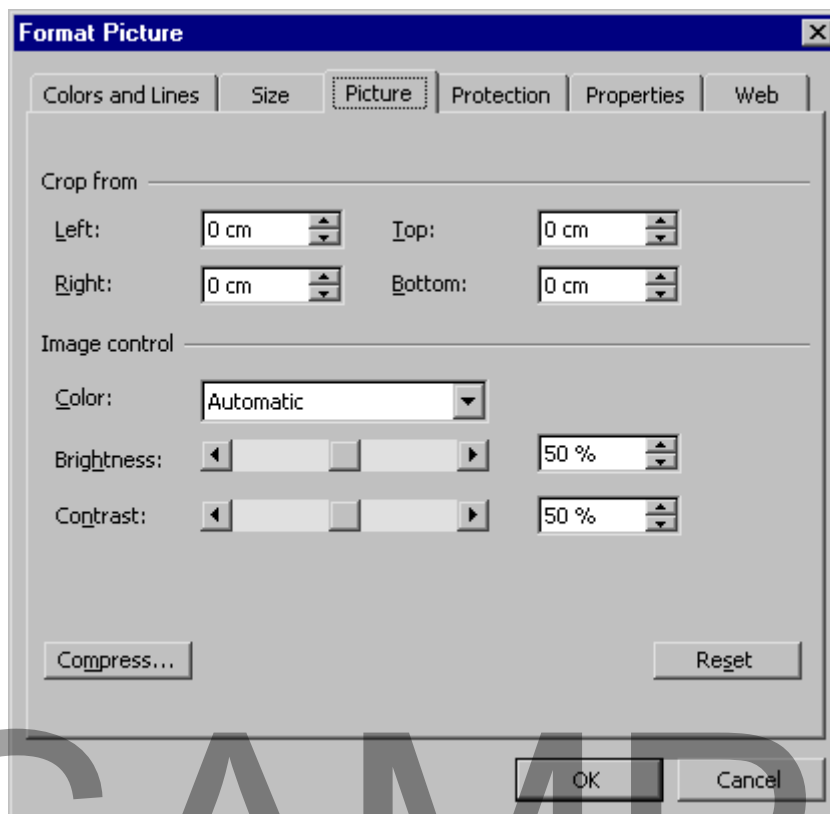 Format Picture
Colors and Lines Size Picture Protection Properties Web
Crop from
Left: 0 cm Top: 0 cm
Right: 0 cm Bottom: 0 cm
Image control
Color: Automatic
Brightness: 50 %
Contrast: 50 %
Compress... Reset
OK Cancel